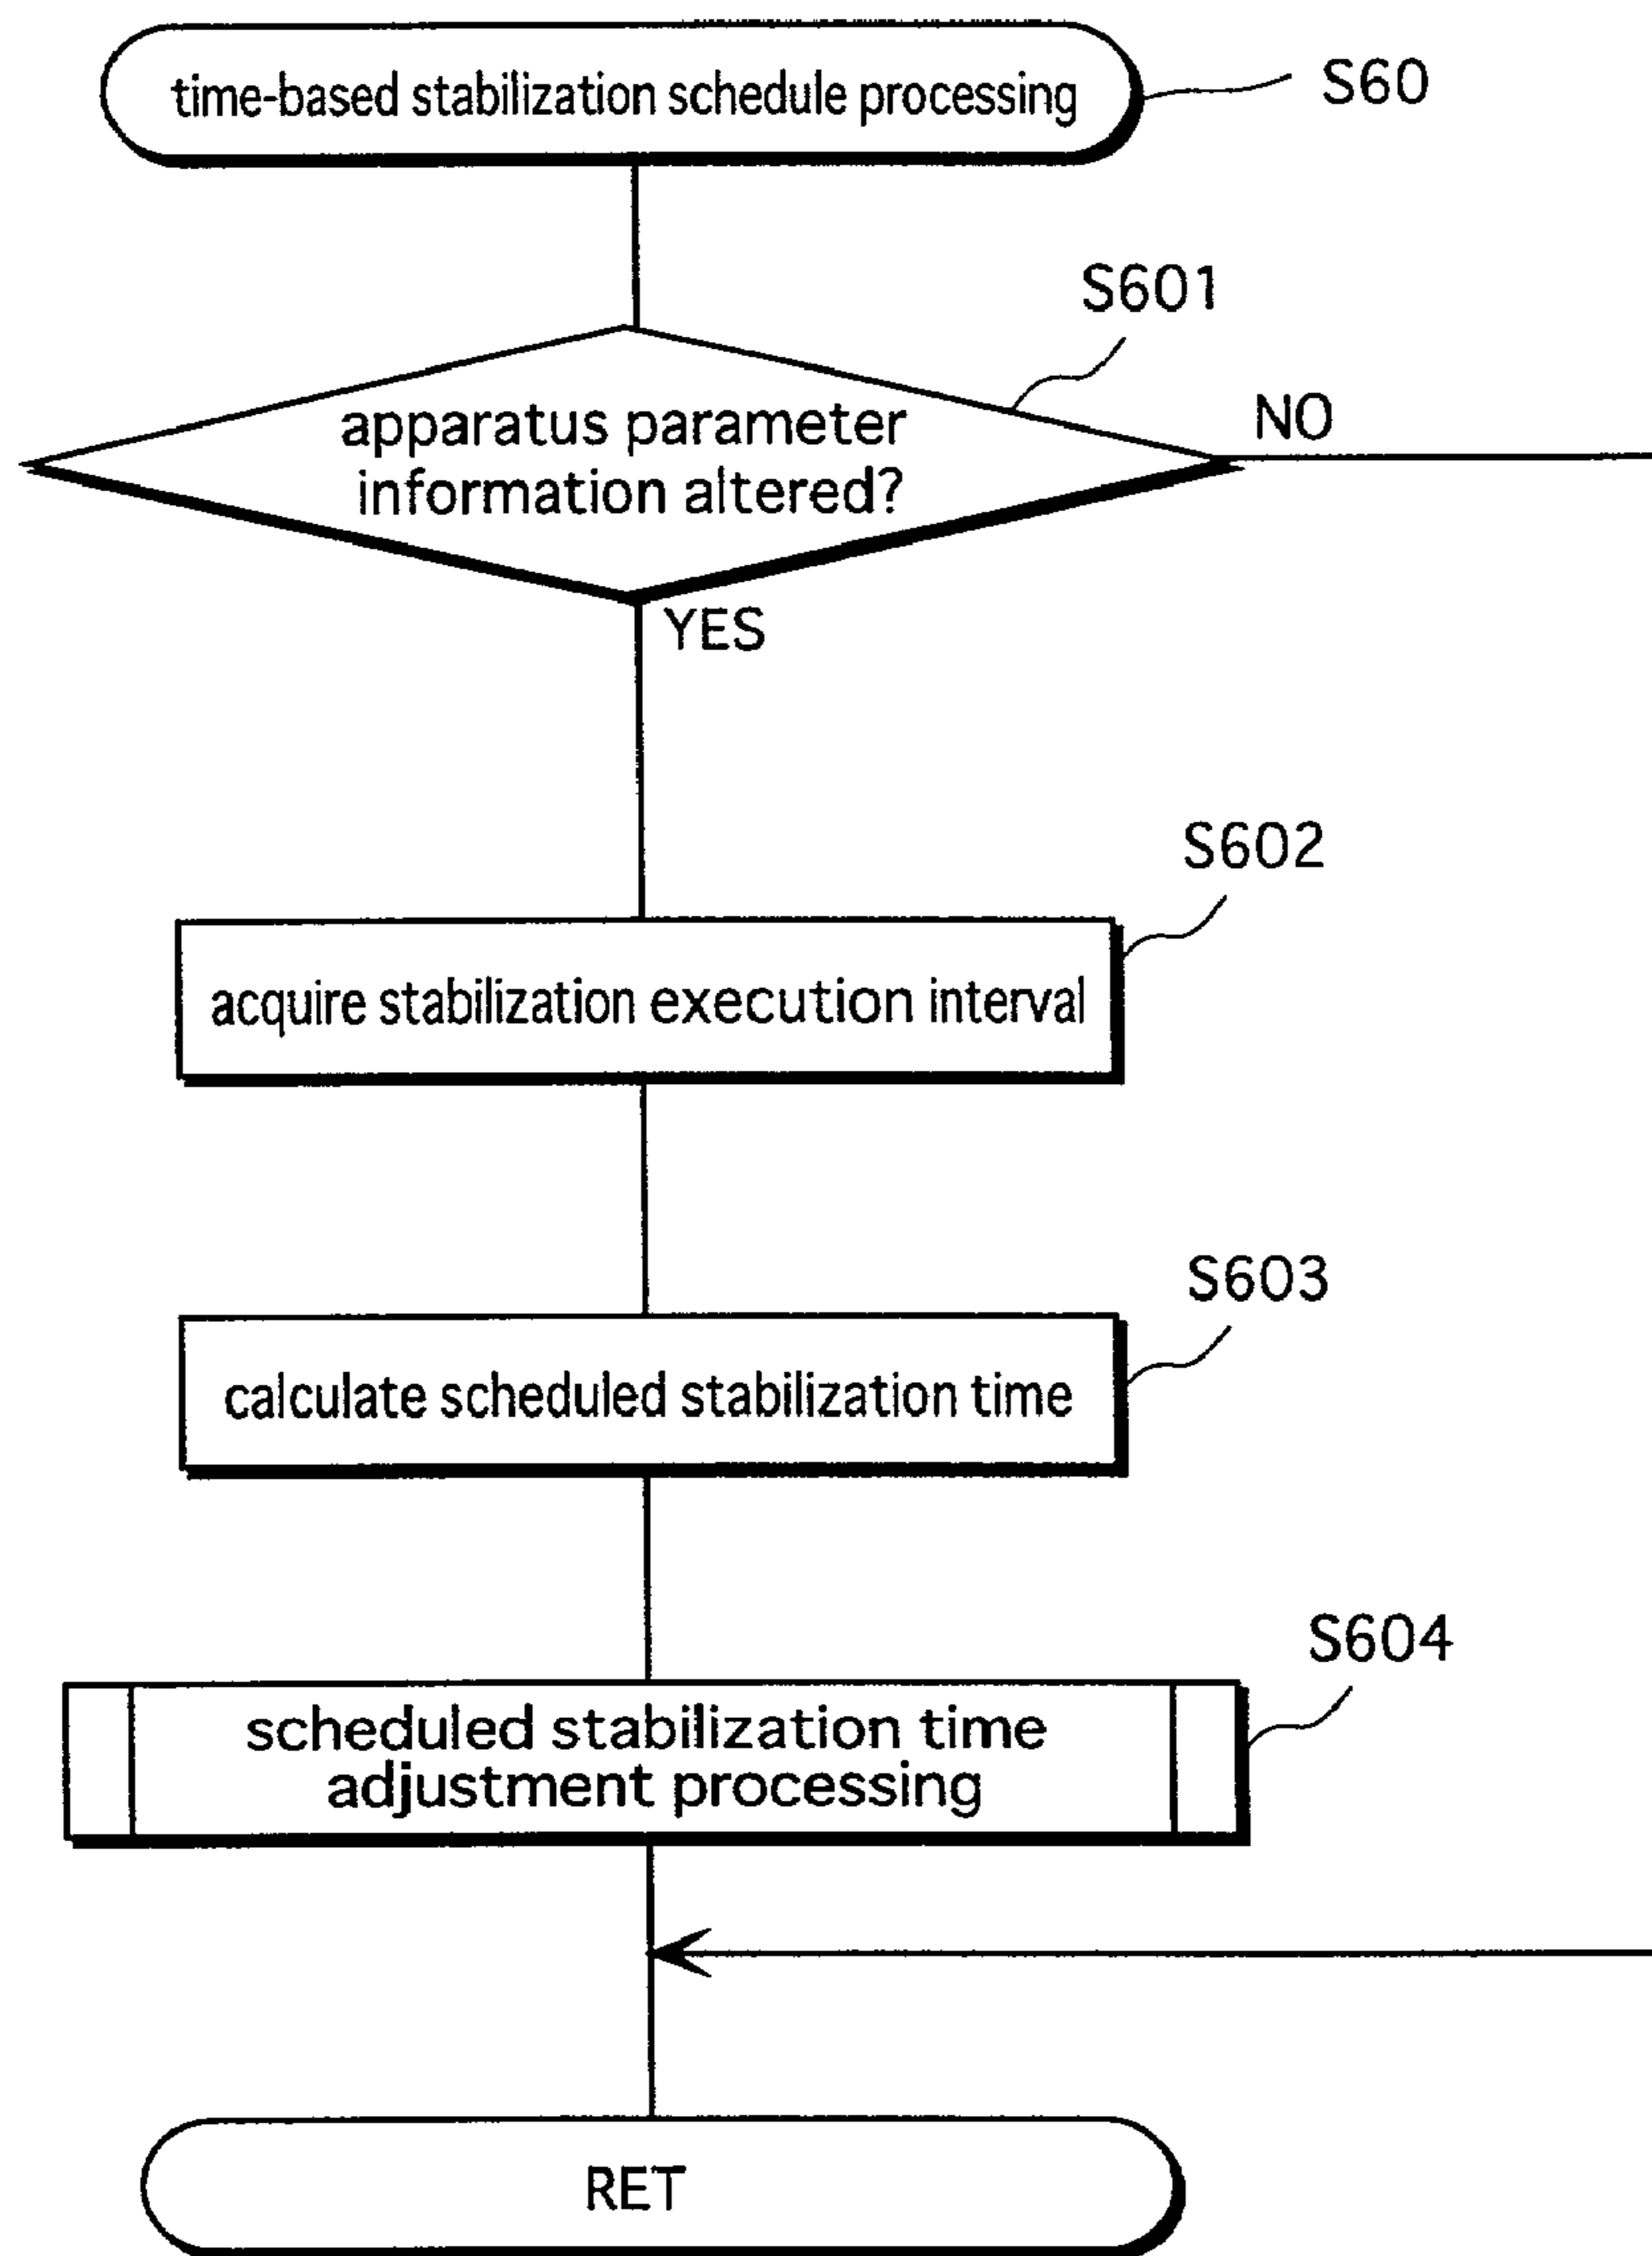 time-based stabilization schedule processing
S60
S601
apparatus parameter
information altered?
NO
YES
S602
acquire stabilization execution interval
S603
calculate scheduled stabilization time
S604
scheduled stabilization time
adjustment processing
RET